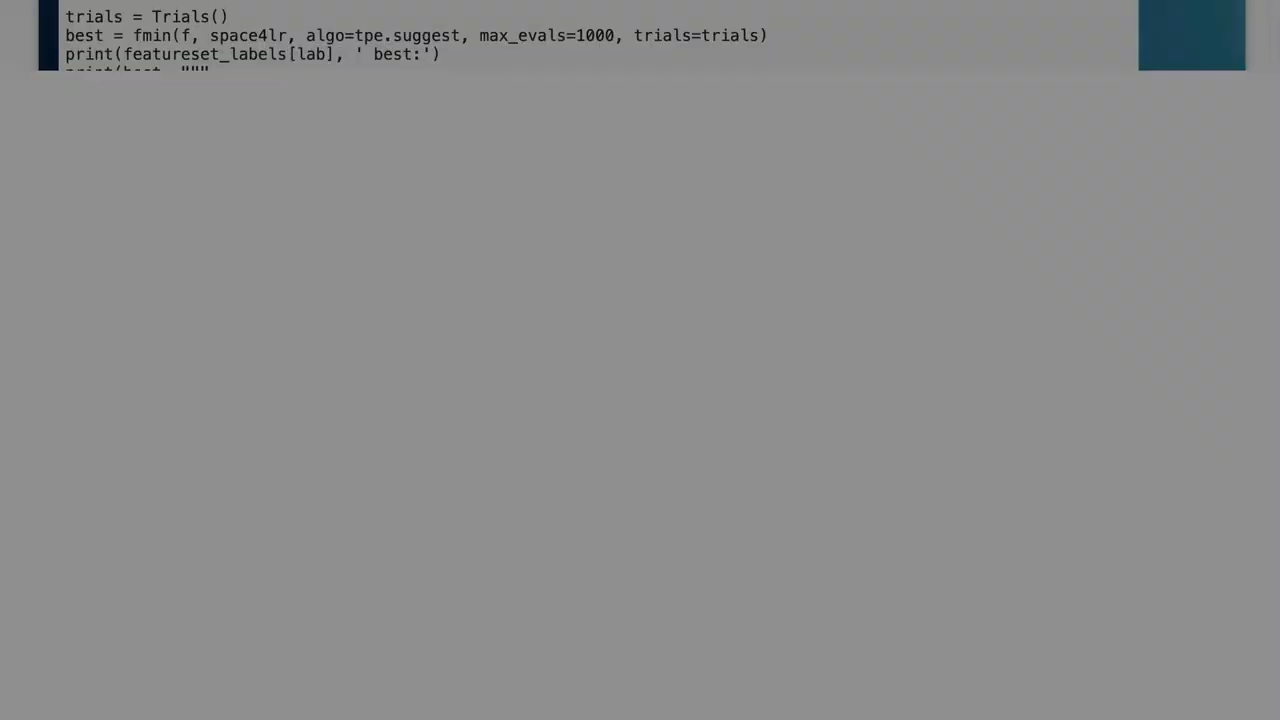 trials = Trials()
best = fmin(f, space4lr, algo=tpe.suggest, max_evals=1000, trials=trials)
print(featureset_labels[lab], ' best:')